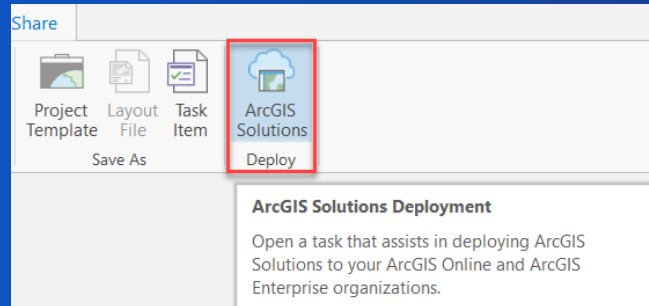 Share
Project Template
Layout File
Task Item
ArcGIS Solutions
Save As
Deploy
ArcGIS Solutions Deployment
Open a task that assists in deploying ArcGIS
Solutions to your ArcGIS Online and ArcGIS
Enterprise organizations.